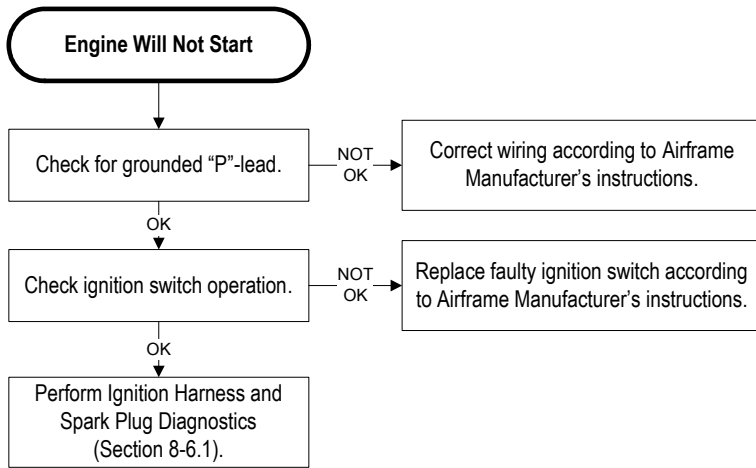 Engine Will Not Start
Check for grounded “P”-lead.
NOT
OK
Correct wiring according to Airframe
Manufacturer’s instructions.
OK
Check ignition switch operation.
NOT
OK
Replace faulty ignition switch according
to Airframe Manufacturer’s instructions.
OK
Perform Ignition Harness and
Spark Plug Diagnostics
(Section 8-6.1).